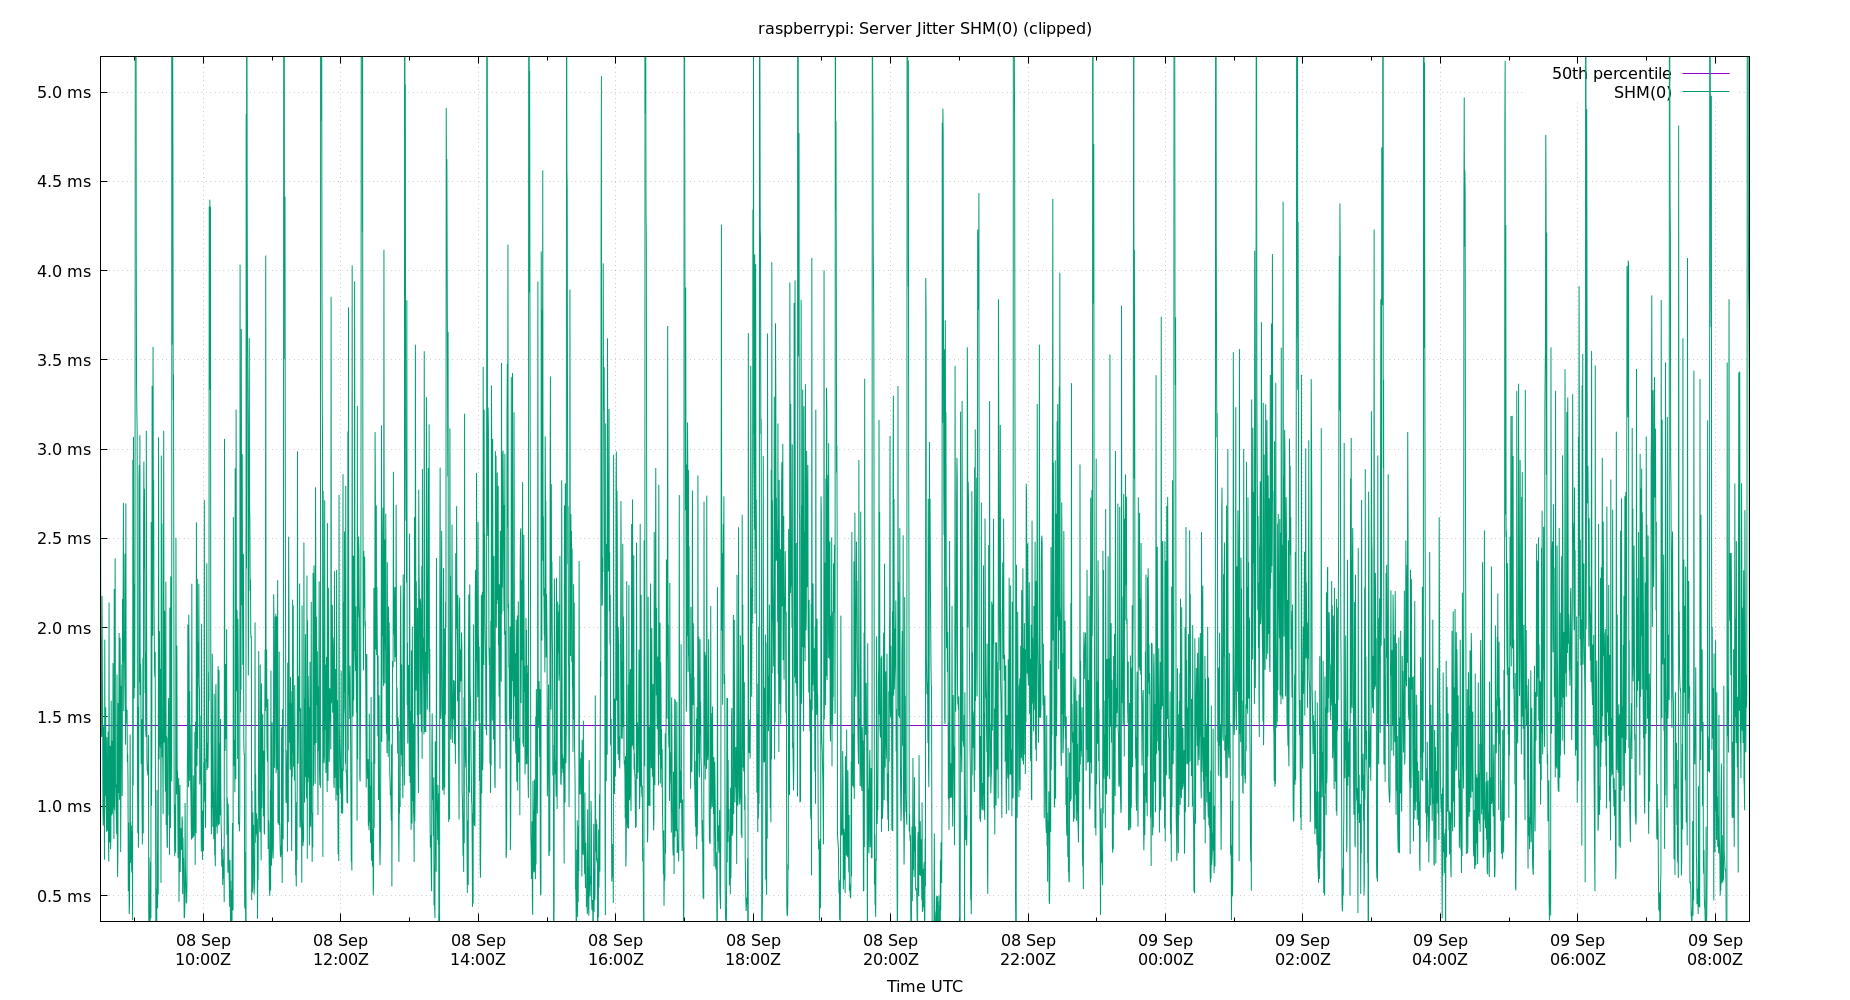 raspberrypi: Server Jitter SHM(0) (clipped)
50th percentile
SHM(0)
5.0 ms
4.5 ms
4.0 ms
3.5 ms
3.0 ms
2.5 ms
2.0 ms
1.5 ms
1.0 ms
0.5 ms
08 Sep 08 Sep 08 Sep 08 Sep 08 Sep 08 Sep 08 Sep 09 Sep 09 Sep 09 Sep 09 Sep 09 Sep
10:00Z 12:00Z 14:00Z 16:00Z 18:00Z 20:00Z 22:00Z 00:00Z 02:00Z 04:00Z 06:00Z 08:00Z
Time UTC